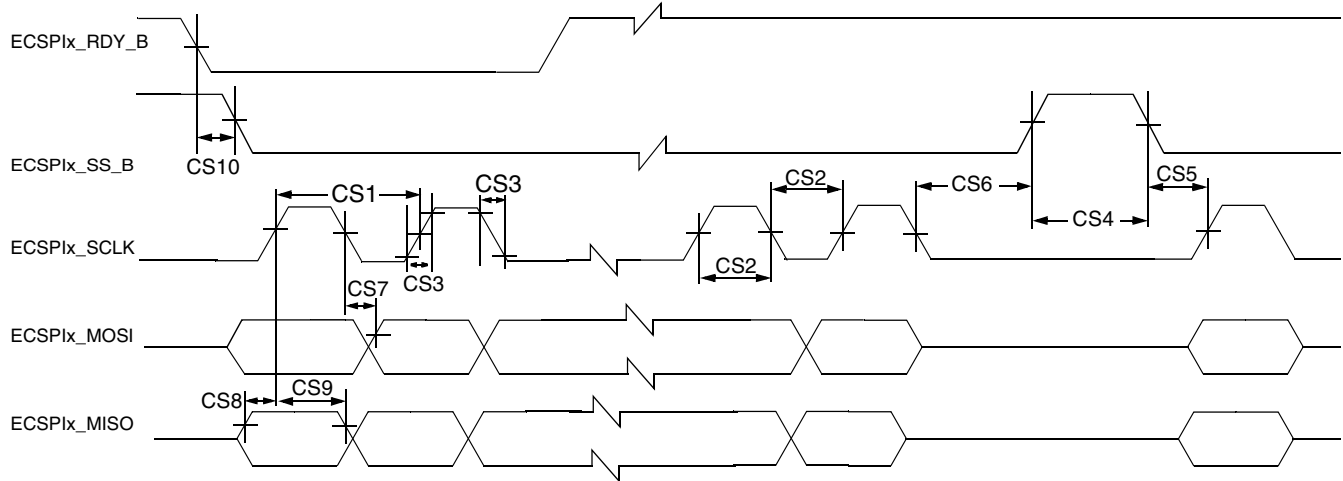 ECSPIx_RDY_B
ECSPIx_SS_B
CS10
CS1
CS3
CS2
CS6
CS5
CS4
ECSPIx_SCLK
CS3
CS2
CS7
ECSPIx_MOSI
CS8
CS9
ECSPIx_MISO